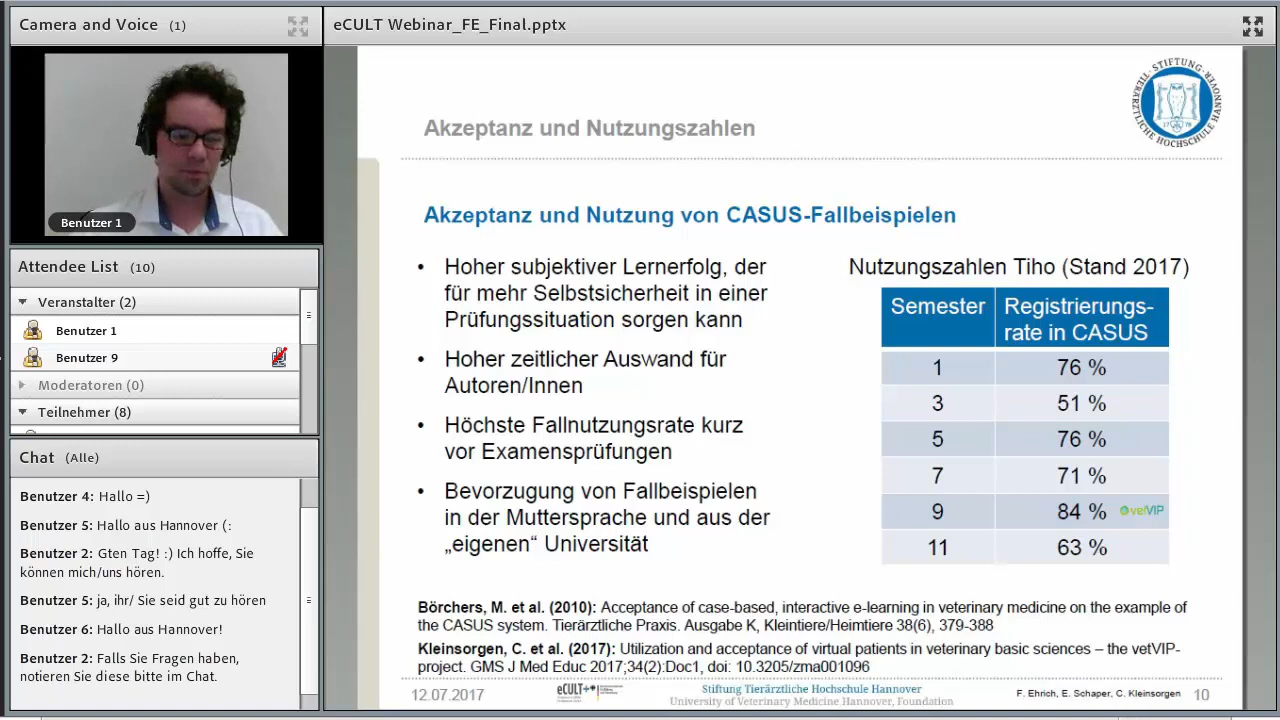 Camera and Voice (1)
Benutzer 1
Attendee List (10)
Veranstalter (2)
Benutzer 1
Benutzer 9
Moderatoren (0)
Teilnehmer (8)
Chat (Alle)
Benutzer 4: Hallo =)
Benutzer 5: Hallo aus Hannover (:
Benutzer 2: Gten Tag! :) Ich hoffe, Sie
können mich/uns hören.
Benutzer 5: ja, ihr/ Sie seid gut zu hören
Benutzer 6: Hallo aus Hannover!
Benutzer 2: Falls Sie Fragen haben,
notieren Sie diese bitte im Chat.
eCULT Webinar_FE_Final.pptx
STIFTUNG
TIERÄRZTLICHE HOCHSCHULE HANNOVER
1778
Akzeptanz und Nutzungszahlen
Akzeptanz und Nutzung von CASUS-Fallbeispielen
• Hoher subjektiver Lernerfolg, der
für mehr Selbstsicherheit in einer
Prüfungssituation sorgen kann
• Hoher zeitlicher Auswand für
Autoren/Innen
• Höchste Fallnutzungsrate kurz
vor Examensprüfungen
• Bevorzugung von Fallbeispielen
in der Muttersprache und aus der
„eigenen“ Universität
Nutzungszahlen Tiho (Stand 2017)
Semester Registrierungs-
rate in CASUS
1 76 %
3 51 %
5 76 %
7 71 %
9 84 % vetVIP
11 63 %
Börchers, M. et al. (2010): Acceptance of case-based, interactive e-learning in veterinary medicine on the example of
the CASUS system. Tierärztliche Praxis. Ausgabe K, Kleintiere/Heimtiere 38(6), 379-388
Kleinsorgen, C. et al. (2017): Utilization and acceptance of virtual patients in veterinary basic sciences – the vetVIP-
project. GMS J Med Educ 2017;34(2):Doc1, doi: 10.3205/zma001096
12.07.2017
eCULT+
Stiftung Tierärztliche Hochschule Hannover
University of Veterinary Medicine Hannover, Foundation
F. Ehrich, E. Schaper, C. Kleinsorgen 10